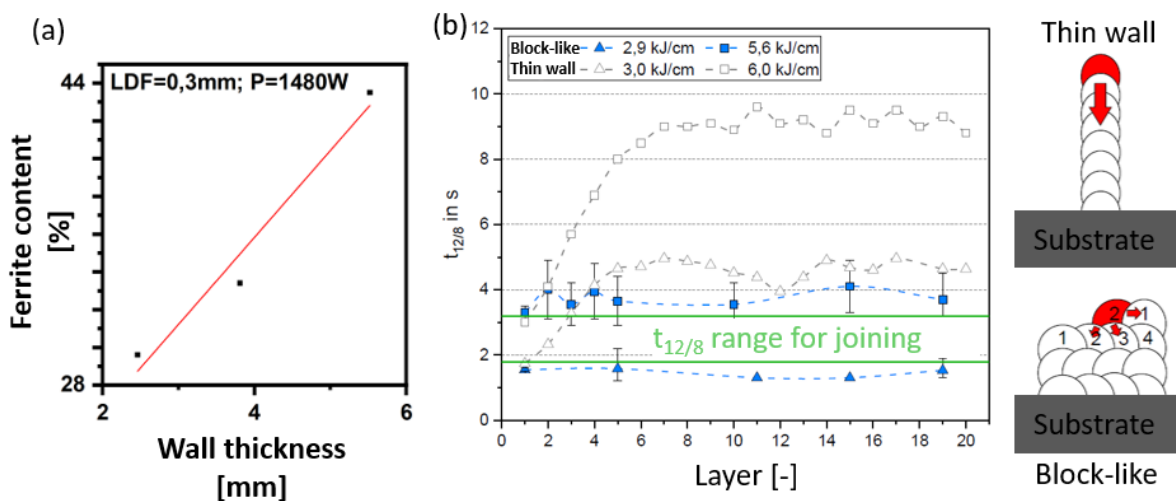 (a)
LDF=0,3mm; P=1480W
44
28
Ferrite content
[%]
2
4
6
Wall thickness
[mm]
(b)
12
10
8
6
4
2
0
t12/8 in s
Block-like 2,9 kJ/cm 5,6 kJ/cm
Thin wall 3,0 kJ/cm 6,0 kJ/cm
t12/8 range for joining
0 2 4 6 8 10 12 14 16 18 20
Layer [-]
Thin wall
Substrate
2 1
1 2 3 4
Substrate
Block-like